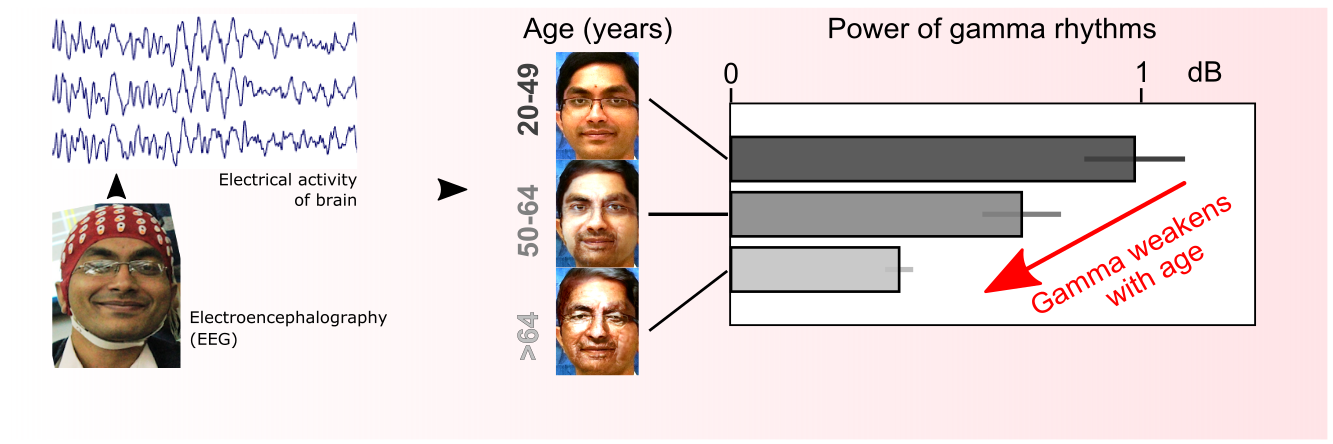 Age (years)
Power of gamma rhythms
0
1
dB
20-49
50-64
>64
Electrical activity
of brain
Electroencephalography
(EEG)
Gamma weakens
with age